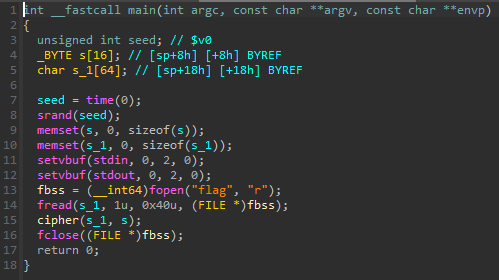 1 int __fastcall main(int argc, const char **argv, const char **envp)
2 {
3   unsigned int seed; // $v0
4   _BYTE s[16]; // [sp+8h] [+8h] BYREF
5   char s_1[64]; // [sp+18h] [+18h] BYREF
6
7   seed = time(0);
8   srand(seed);
9   memset(s, 0, sizeof(s));
10   memset(s_1, 0, sizeof(s_1));
11   setvbuf(stdin, 0, 2, 0);
12   setvbuf(stdout, 0, 2, 0);
13   fbss = (__int64)fopen("flag", "r");
14   fread(s_1, 1u, 0x40u, (FILE *)fbss);
15   cipher(s_1, s);
16   fclose((FILE *)fbss);
17   return 0;
18 }